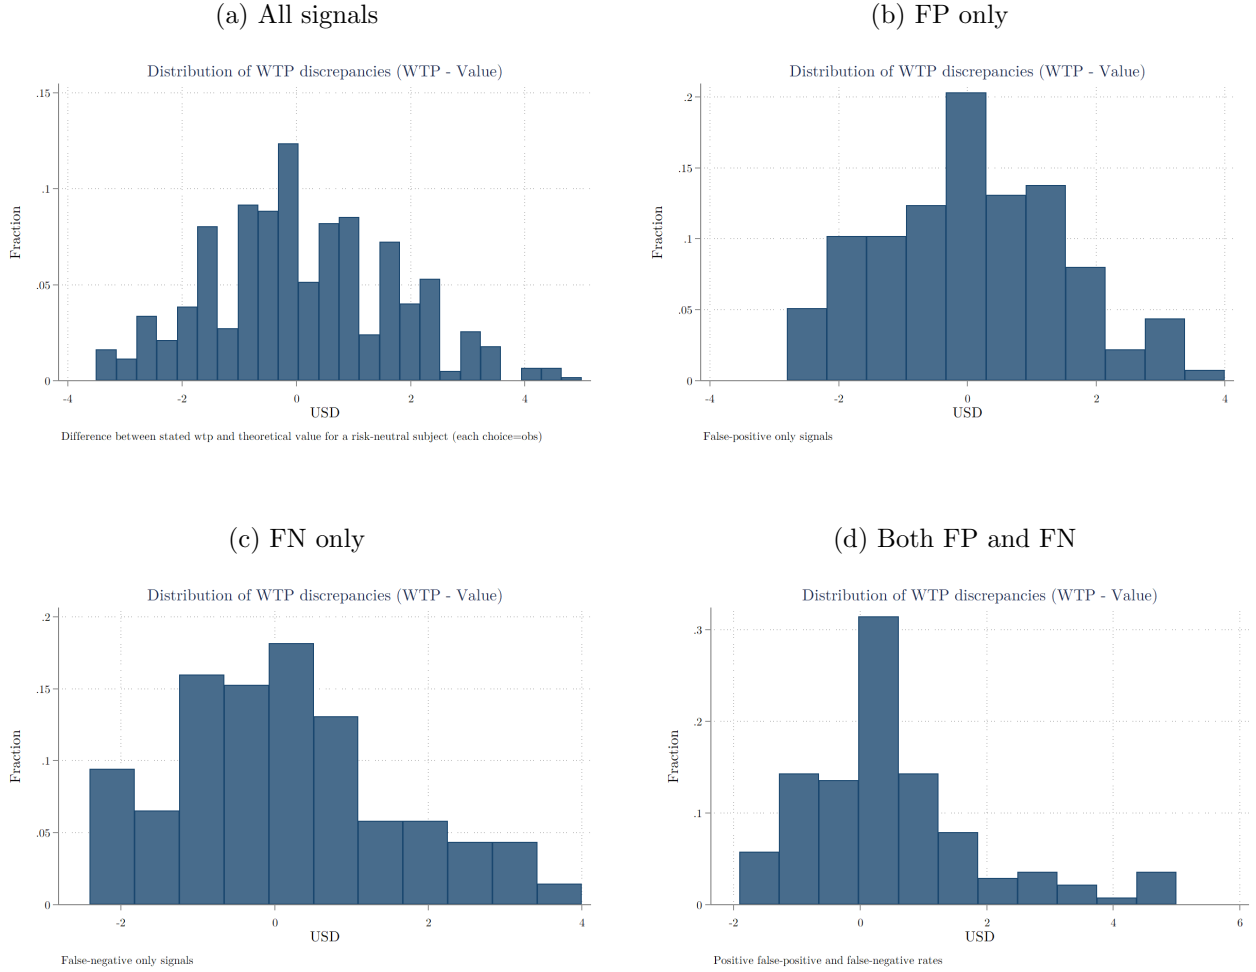 (a) All signals
Distribution of WTP discrepancies (WTP - Value)
Fraction
.15
.1
.05
0
-4 -2 0 2 4
USD
Difference between stated wtp and theoretical value for a risk-neutral subject (each choice=obs)
(b) FP only
Distribution of WTP discrepancies (WTP - Value)
Fraction
.2
.15
.1
.05
0
-4 -2 0 2 4
USD
False-positive only signals
(c) FN only
Distribution of WTP discrepancies (WTP - Value)
Fraction
.2
.15
.1
.05
0
-2 0 2 4
USD
False-negative only signals
(d) Both FP and FN
Distribution of WTP discrepancies (WTP - Value)
Fraction
.3
.2
.1
0
-2 0 2 4 6
USD
Positive false-positive and false-negative rates